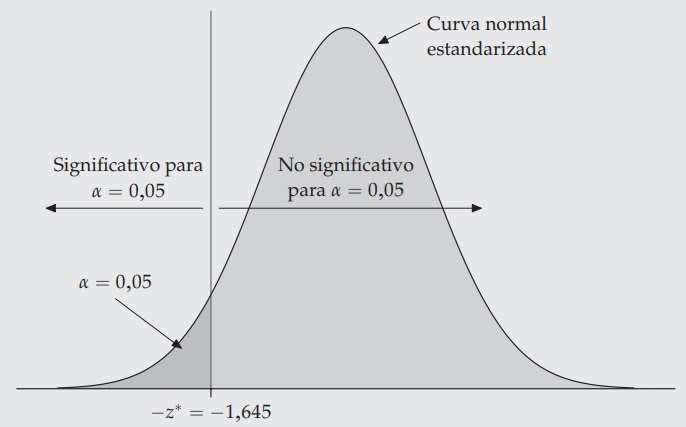 Curva normal
estandarizada
Significativo para
α = 0,05
No significativo
para α = 0,05
α = 0,05
−z* = −1,645